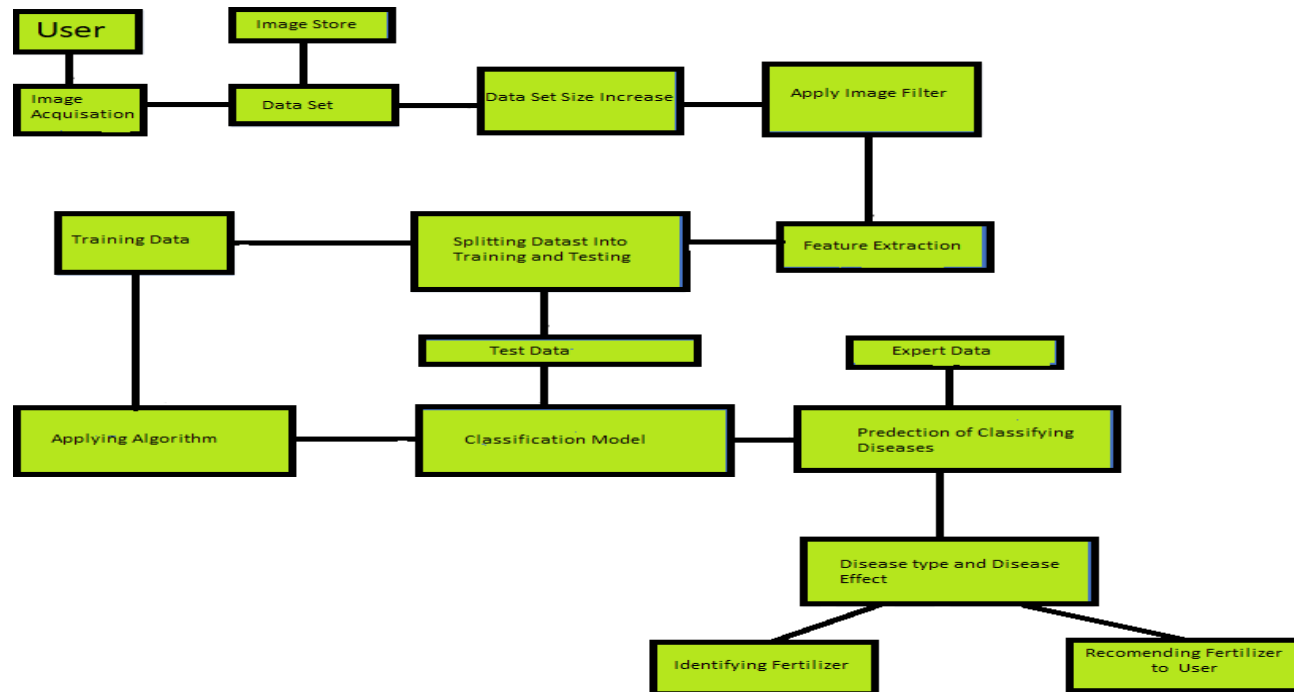 User
Image Store
Image
Acquisation
Data Set
Data Set Size Increase
Apply Image Filter
Training Data
Splitting Datast Into
Training and Testing
Feature Extraction
Test Data
Expert Data
Applying Algorithm
Classification Model
Predection of Classifying
Diseases
Disease type and Disease
Effect
Identifying Fertilizer
Recomending Fertilizer
to User